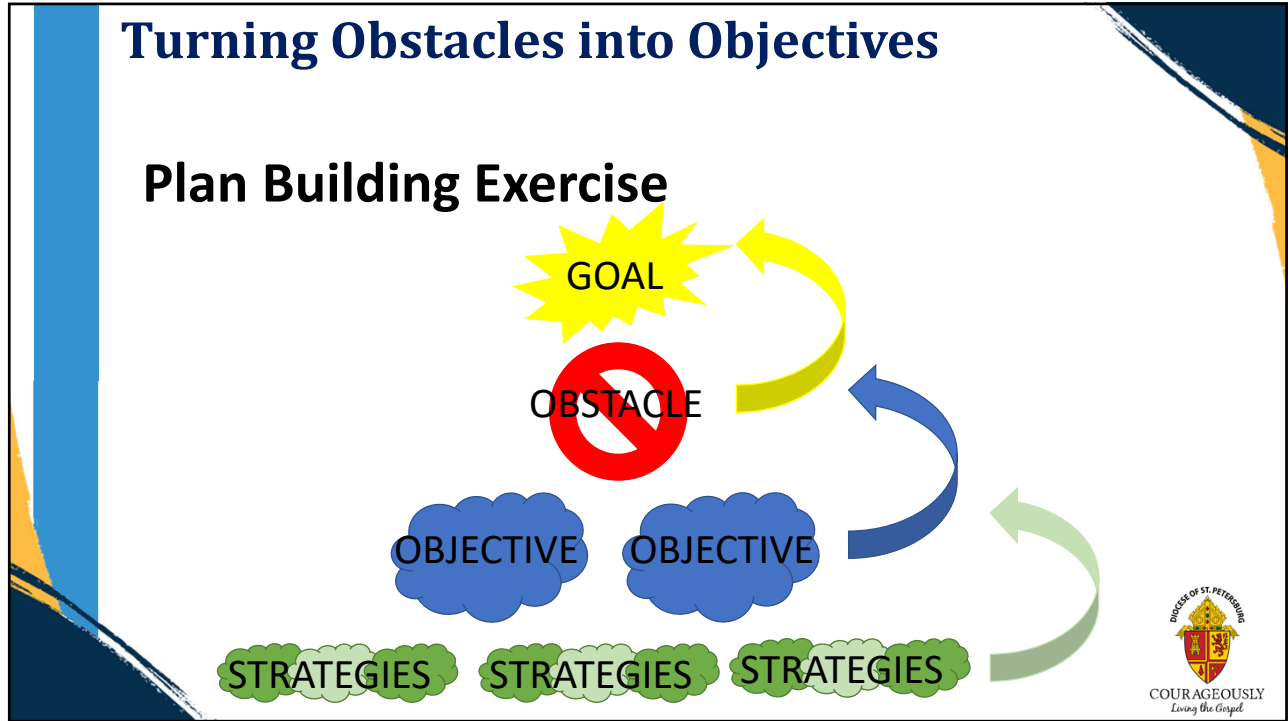 Turning Obstacles into Objectives
Plan Building Exercise
GOAL
OBSTACLE
OBJECTIVE OBJECTIVE
STRATEGIES STRATEGIES STRATEGIES
DIOCESE OF ST. PETERSBURG
COURAGEOUSLY
Living the Gospel